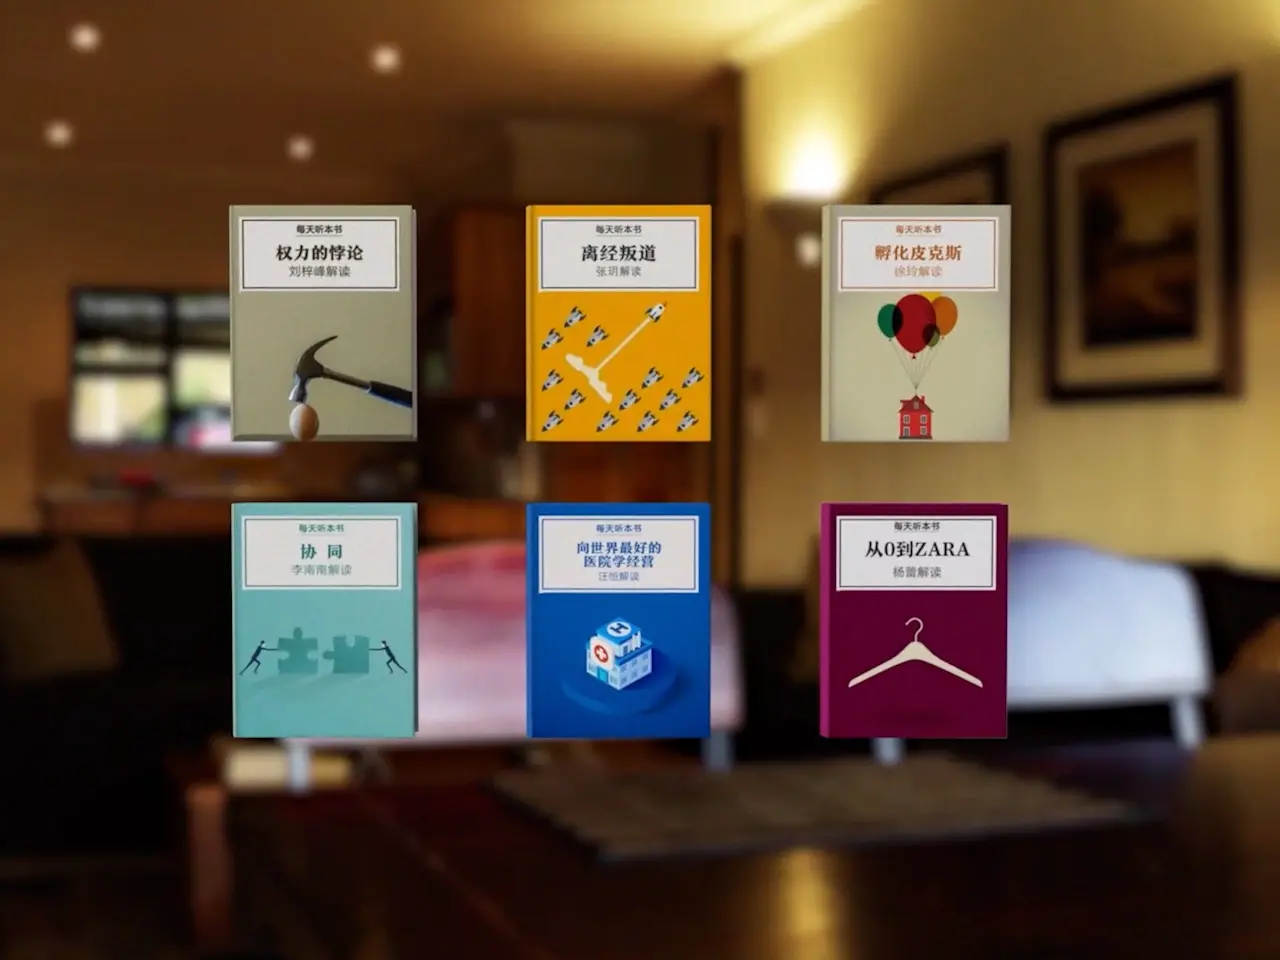 每天听本书
权力的悖论
刘梓峰解读
每天听本书
离经叛道
张玥解读
每天听本书
孵化皮克斯
徐玲解读
每天听本书
协 同
李南南解读
每天听本书
向世界最好的
医院学经营
汪恒解读
每天听本书
从0到ZARA
杨蕾解读